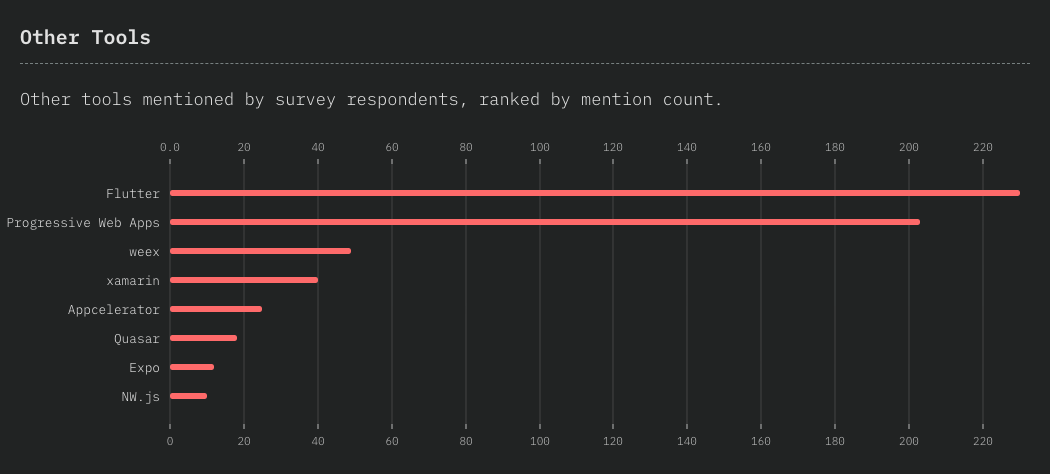 Other Tools
Other tools mentioned by survey respondents, ranked by mention count.
0.0 20 40 60 80 100 120 140 160 180 200 220
Flutter
Progressive Web Apps
weex
xamarin
Appcelerator
Quasar
Expo
NW.js
0 20 40 60 80 100 120 140 160 180 200 220